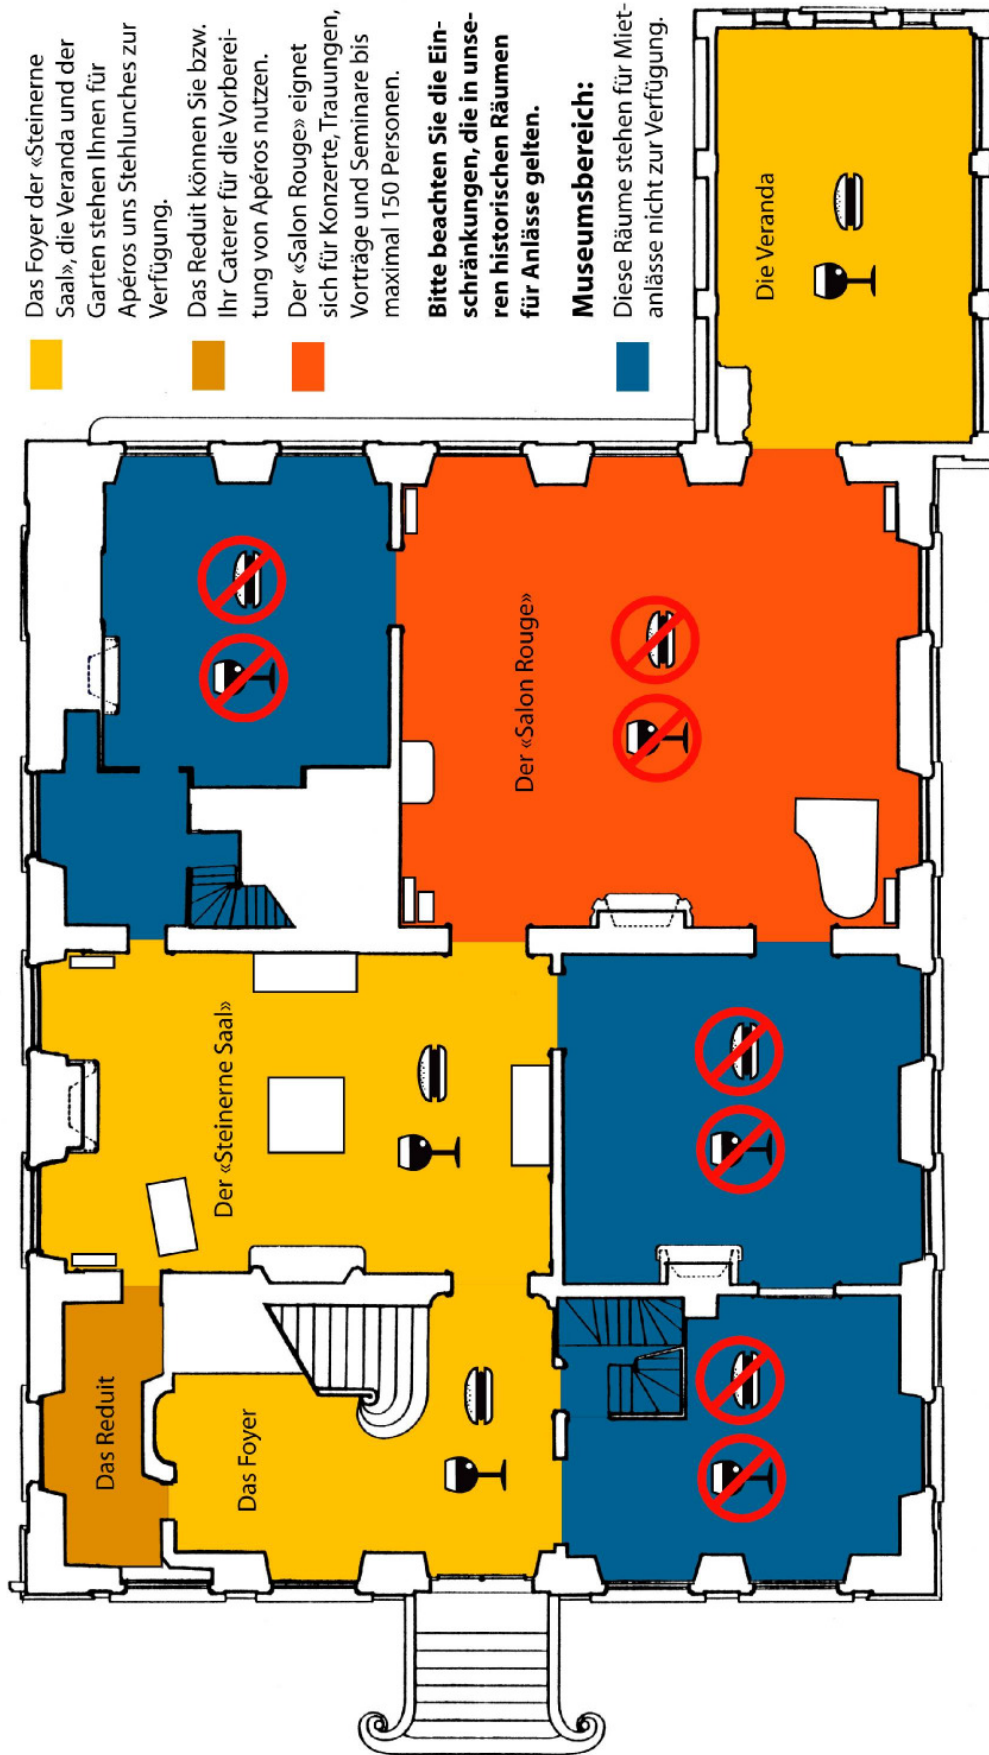 Das Foyer der «Steinerne
Saal», die Veranda und der
Garten stehen Ihnen für
Apéros uns Stehlunches zur
Verfügung.
Das Reduit können Sie bzw.
Ihr Caterer für die Vorberei-
tung von Apéros nutzen.
Der «Salon Rouge» eignet
sich für Konzerte, Trauungen,
Vorträge und Seminare bis
maximal 150 Personen.
Bitte beachten Sie die Ein-
schränkungen, die in unse-
ren historischen Räumen
für Anlässe gelten.
Museumsbereich:
Diese Räume stehen für Miet-
anlässe nicht zur Verfügung.
Das Reduit
Das Foyer
Der «Steinerne Saal»
Der «Salon Rouge»
Die Veranda